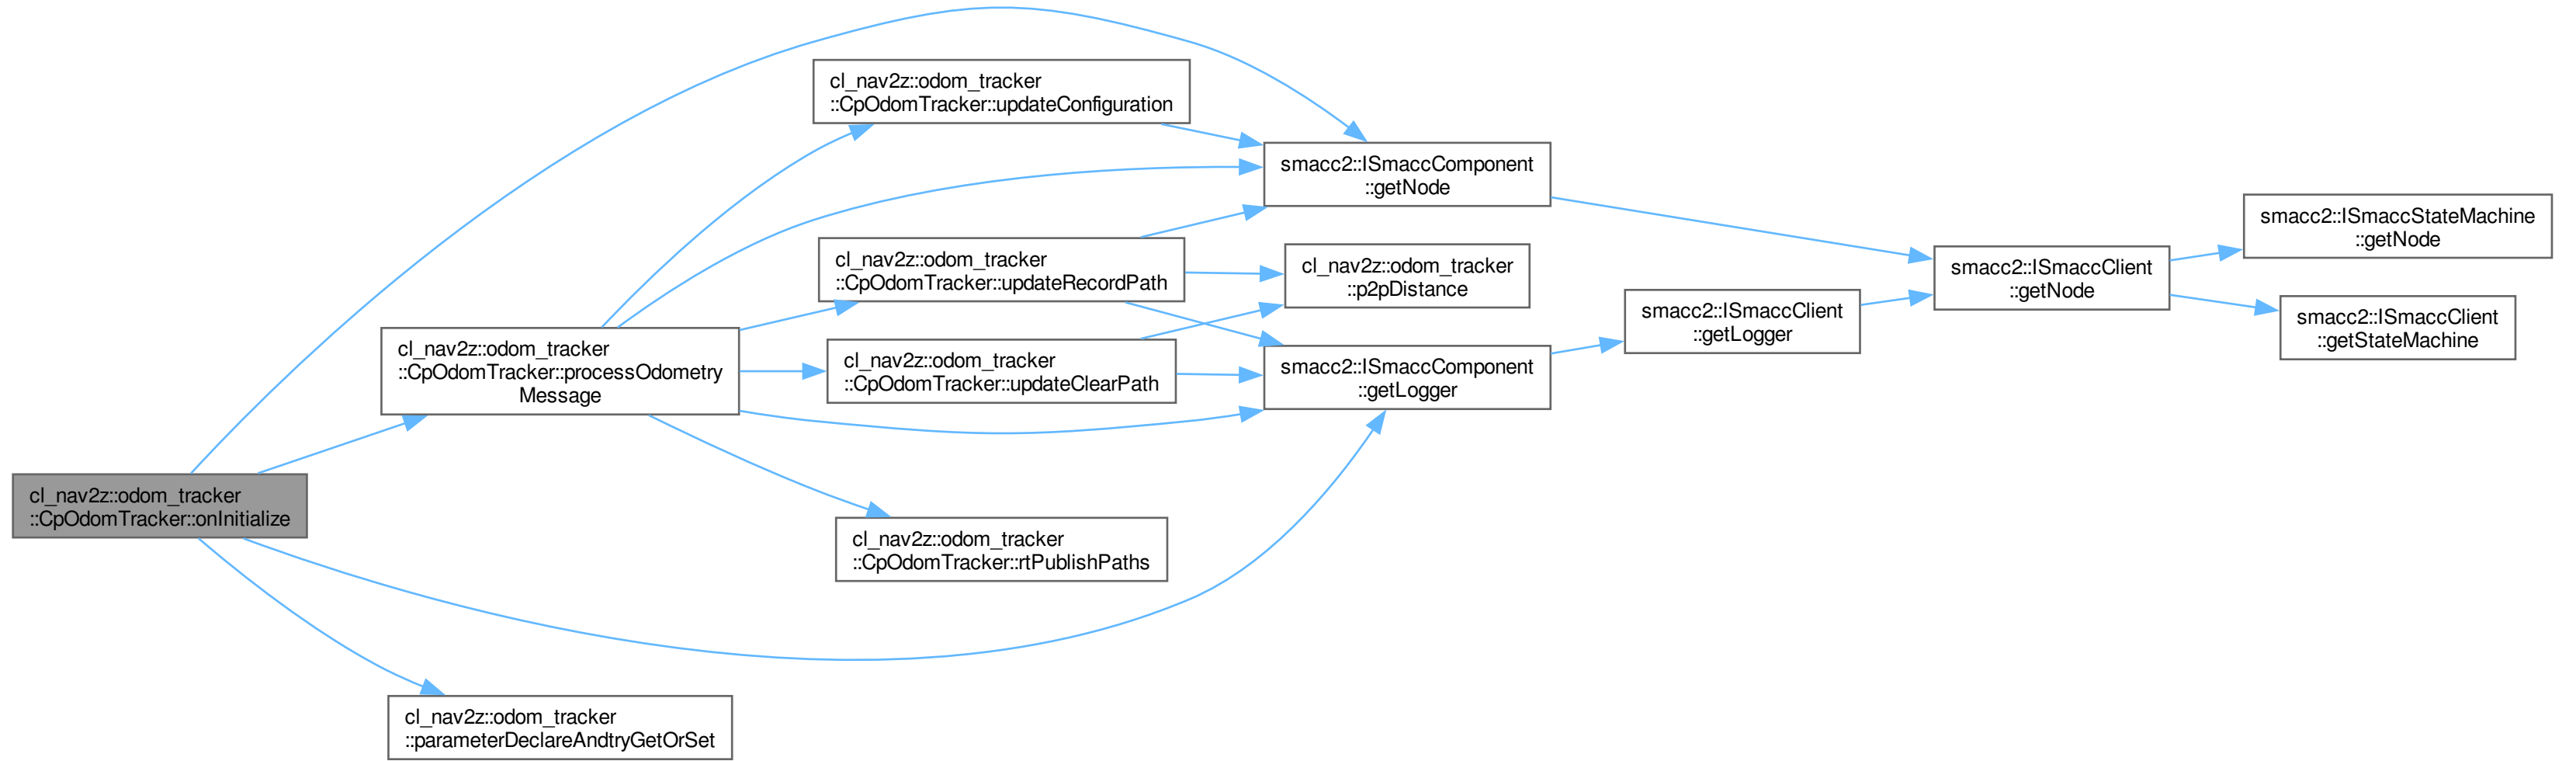 cl_nav2z::odom_tracker
::CpOdomTracker::onInitialize
cl_nav2z::odom_tracker
::CpOdomTracker::processOdometry
Message
cl_nav2z::odom_tracker
::parameterDeclareAndtryGetOrSet
cl_nav2z::odom_tracker
::CpOdomTracker::updateConfiguration
cl_nav2z::odom_tracker
::CpOdomTracker::updateRecordPath
cl_nav2z::odom_tracker
::CpOdomTracker::updateClearPath
cl_nav2z::odom_tracker
::CpOdomTracker::rtPublishPaths
smacc2::ISmaccComponent
::getNode
cl_nav2z::odom_tracker
::p2pDistance
smacc2::ISmaccComponent
::getLogger
smacc2::ISmaccClient
::getLogger
smacc2::ISmaccClient
::getNode
smacc2::ISmaccStateMachine
::getNode
smacc2::ISmaccClient
::getStateMachine